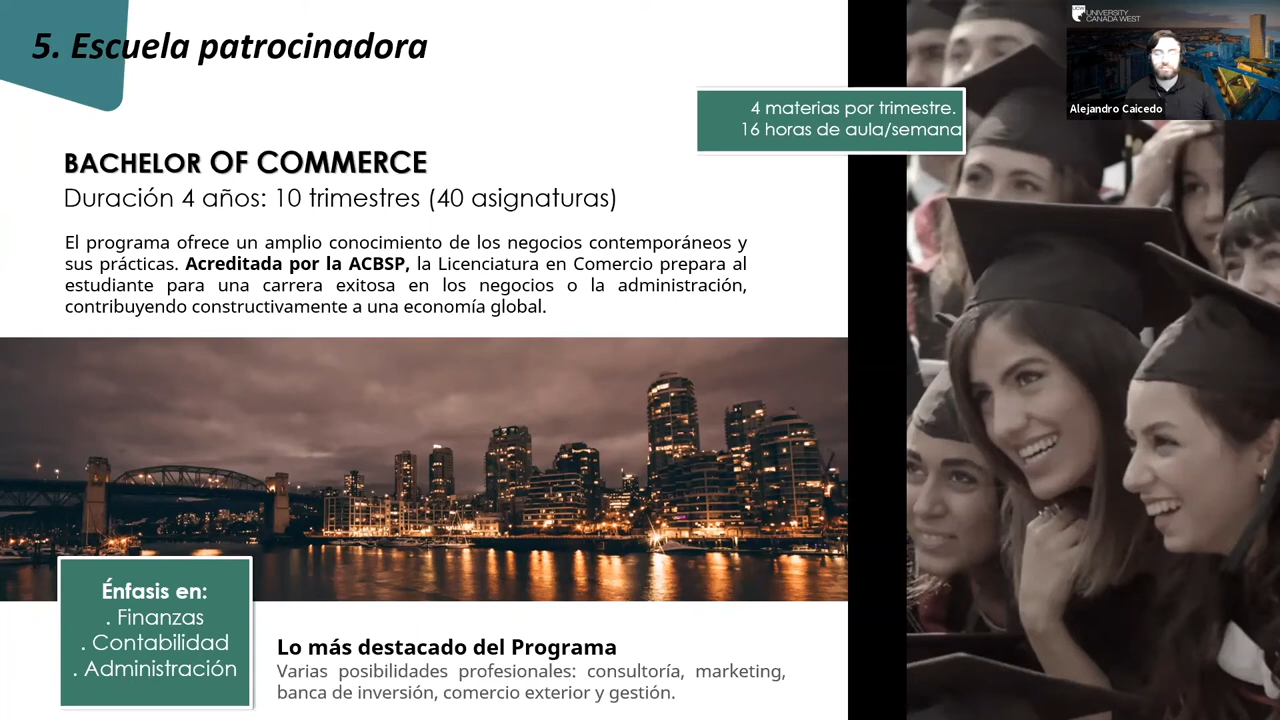 5. Escuela patrocinadora
UCW
UNIVERSITY
CANADA WEST
Alejandro Caicedo
4 materias por trimestre.
16 horas de aula/semana
BACHELOR OF COMMERCE
Duración 4 años: 10 trimestres (40 asignaturas)
El programa ofrece un amplio conocimiento de los negocios contemporáneos y
sus prácticas. Acreditada por la ACBSP, la Licenciatura en Comercio prepara al
estudiante para una carrera exitosa en los negocios o la administración,
contribuyendo constructivamente a una economía global.
Énfasis en:
. Finanzas
. Contabilidad
. Administración
Lo más destacado del Programa
Varias posibilidades profesionales: consultoría, marketing,
banca de inversión, comercio exterior y gestión.